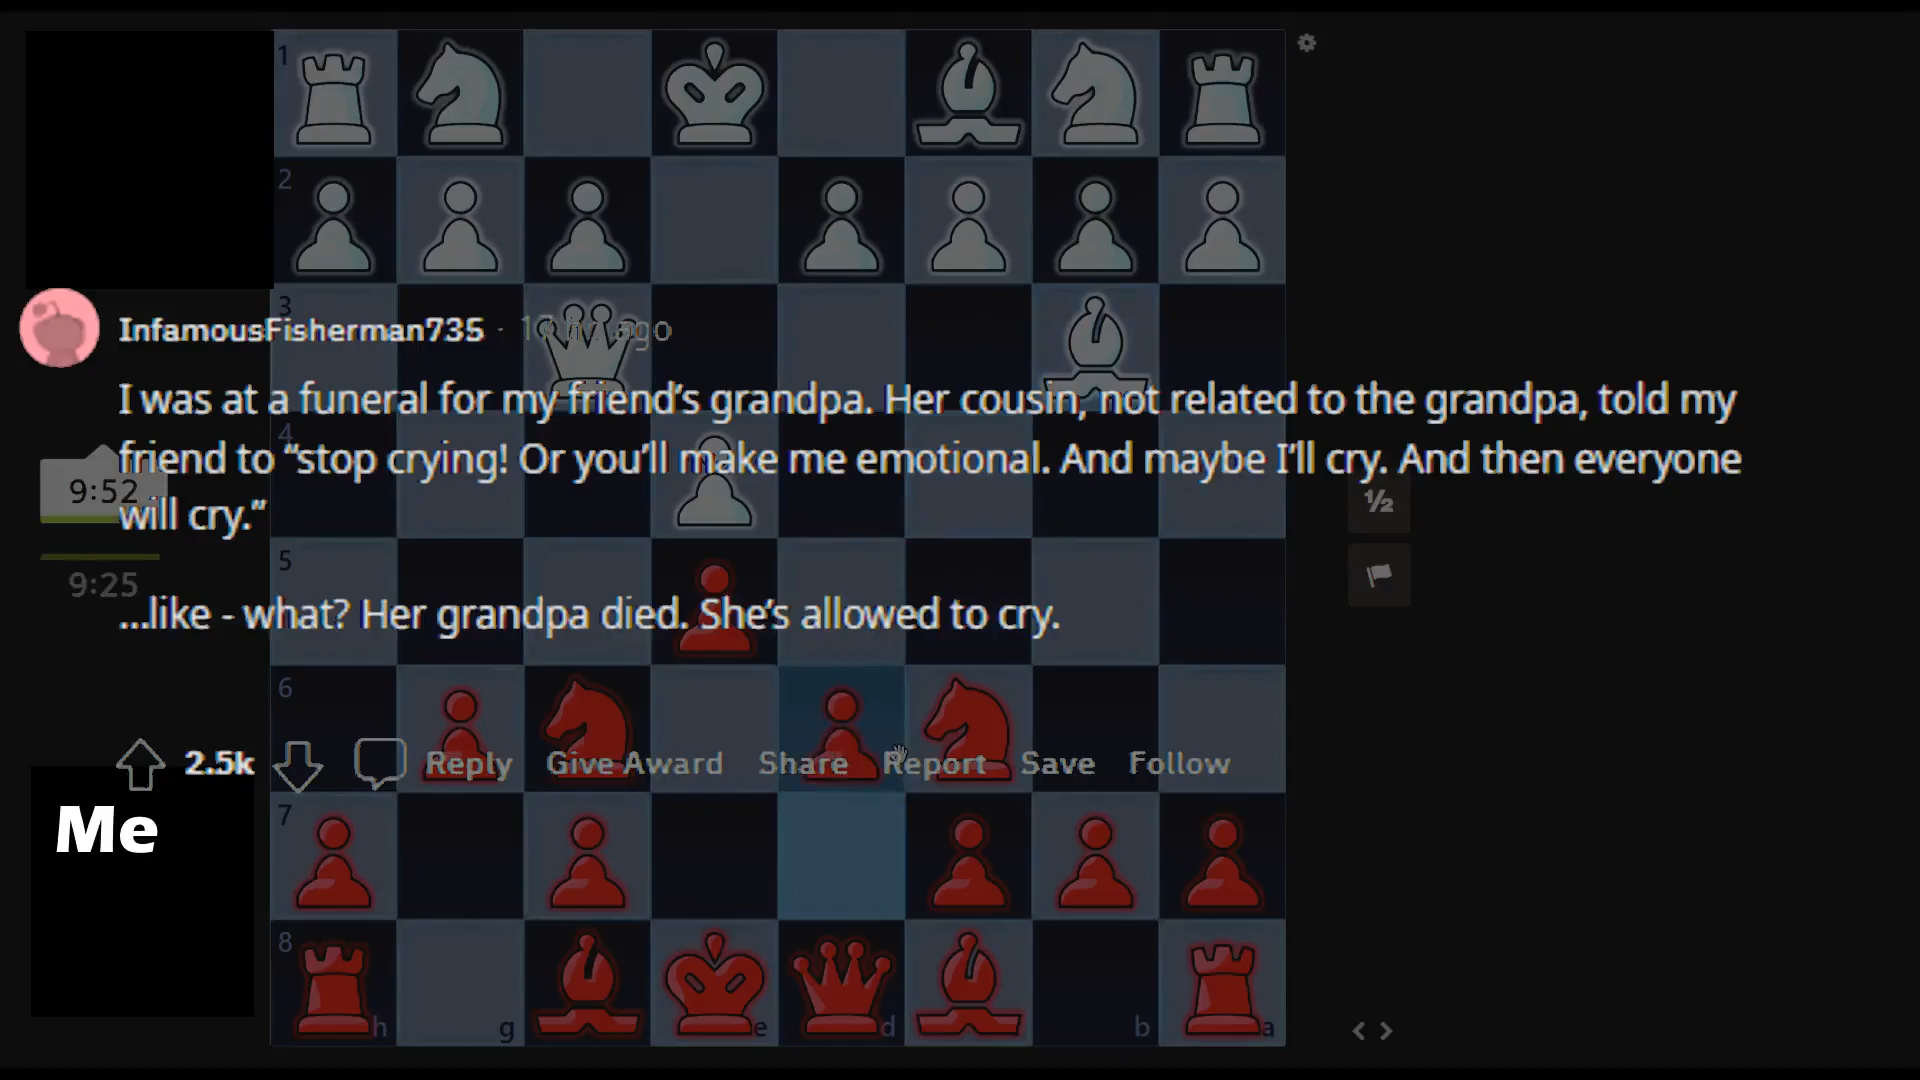 1
2
3
InfamousFisherman735 · ago
I was at a funeral for my friend’s grandpa. Her cousin, not related to the grandpa, told my
4
friend to “stop crying! Or you’ll make me emotional. And maybe I’ll cry. And then everyone
9:52
½
will cry.”
5
9:25
...like - what? Her grandpa died. She’s allowed to cry.
6
2.5k Reply Give Award Share Report Save Follow
Me
7
8
h g e d b a